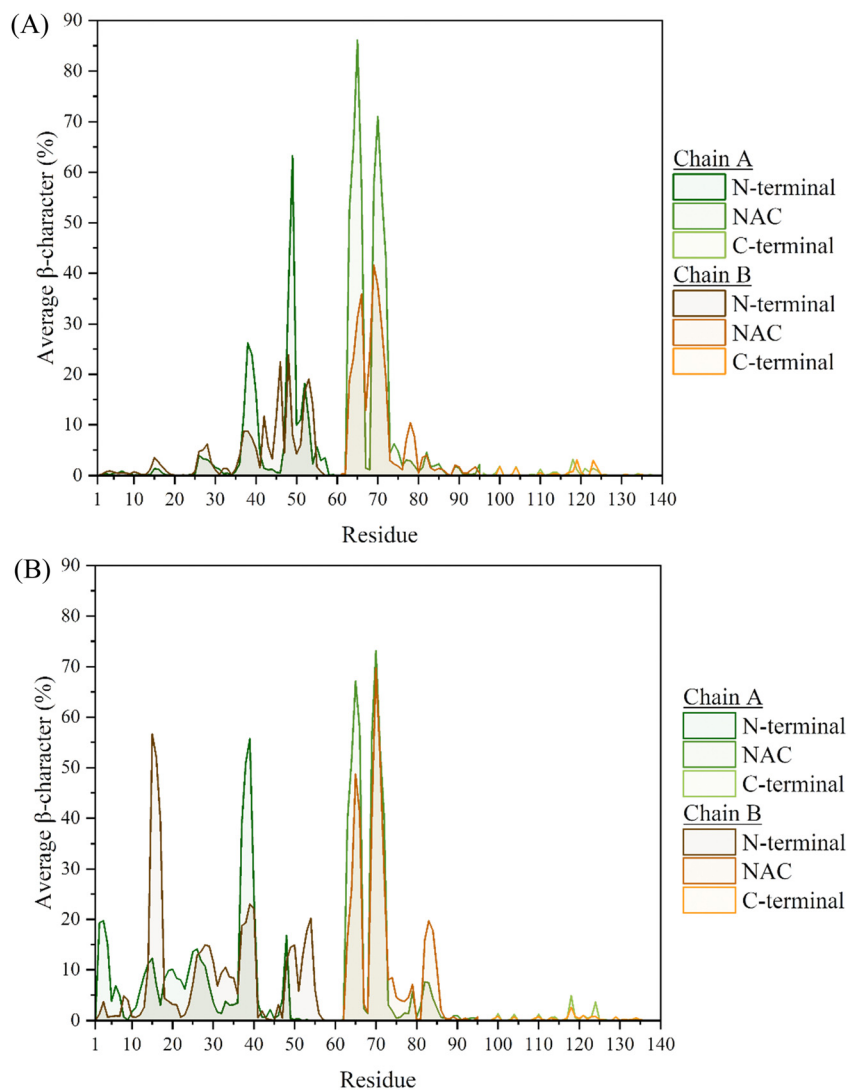 (A)
90
80
70
60
50
40
30
20
10
0
Average β-character (%)
1 10 20 30 40 50 60 70 80 90 100 110 120 130 140
Residue
Chain A
N-terminal
NAC
C-terminal
Chain B
N-terminal
NAC
C-terminal
(B)
90
80
70
60
50
40
30
20
10
0
Average β-character (%)
1 10 20 30 40 50 60 70 80 90 100 110 120 130 140
Residue
Chain A
N-terminal
NAC
C-terminal
Chain B
N-terminal
NAC
C-terminal